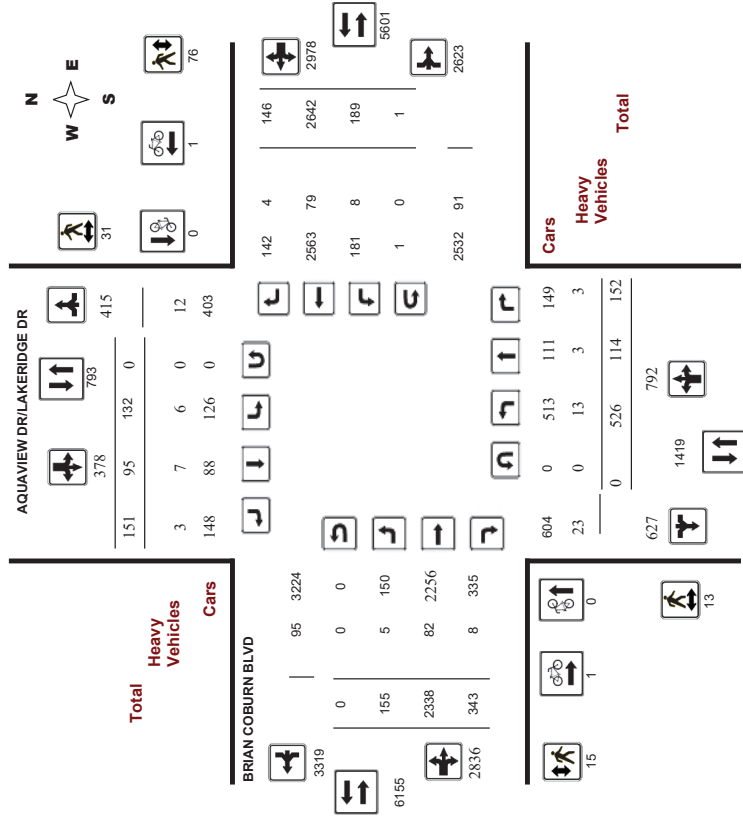 AQUAVIEW DR/LAKERIDGE DR
N
W E
S
31
76
0
1
378
793
415
Total
151 95 132 0
Heavy
Vehicles
3 7 6 0 12
Cars
148 88 126 0 403
BRIAN COBURN BLVD
3319
95 3224
0 0 0
6155
155 5 150
2338 82 2256
2836
343 8 335
142 4 146
2978
2563 79 2642
5601
181 8 189
1 0 1
2532 91
2623
Cars
604 0 513 111 149
Heavy
Vehicles
23 0 13 3 3
Total
0 526 114 152
627
1419
792
15
1
0
13